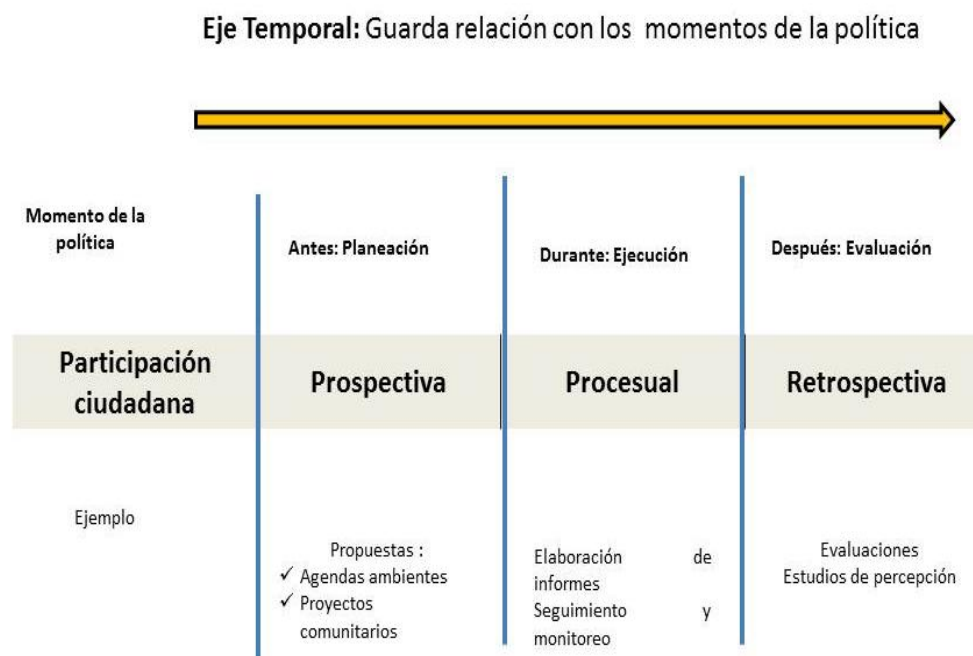 Eje Temporal: Guarda relación con los momentos de la política
Momento de la
política
Antes: Planeación
Durante: Ejecución
Después: Evaluación
Participación
ciudadana
Prospectiva
Procesual
Retrospectiva
Ejemplo
Propuestas :
✓ Agendas ambientes
✓ Proyectos
comunitarios
Elaboración de
informes
Seguimiento y
monitoreo
Evaluaciones
Estudios de percepción